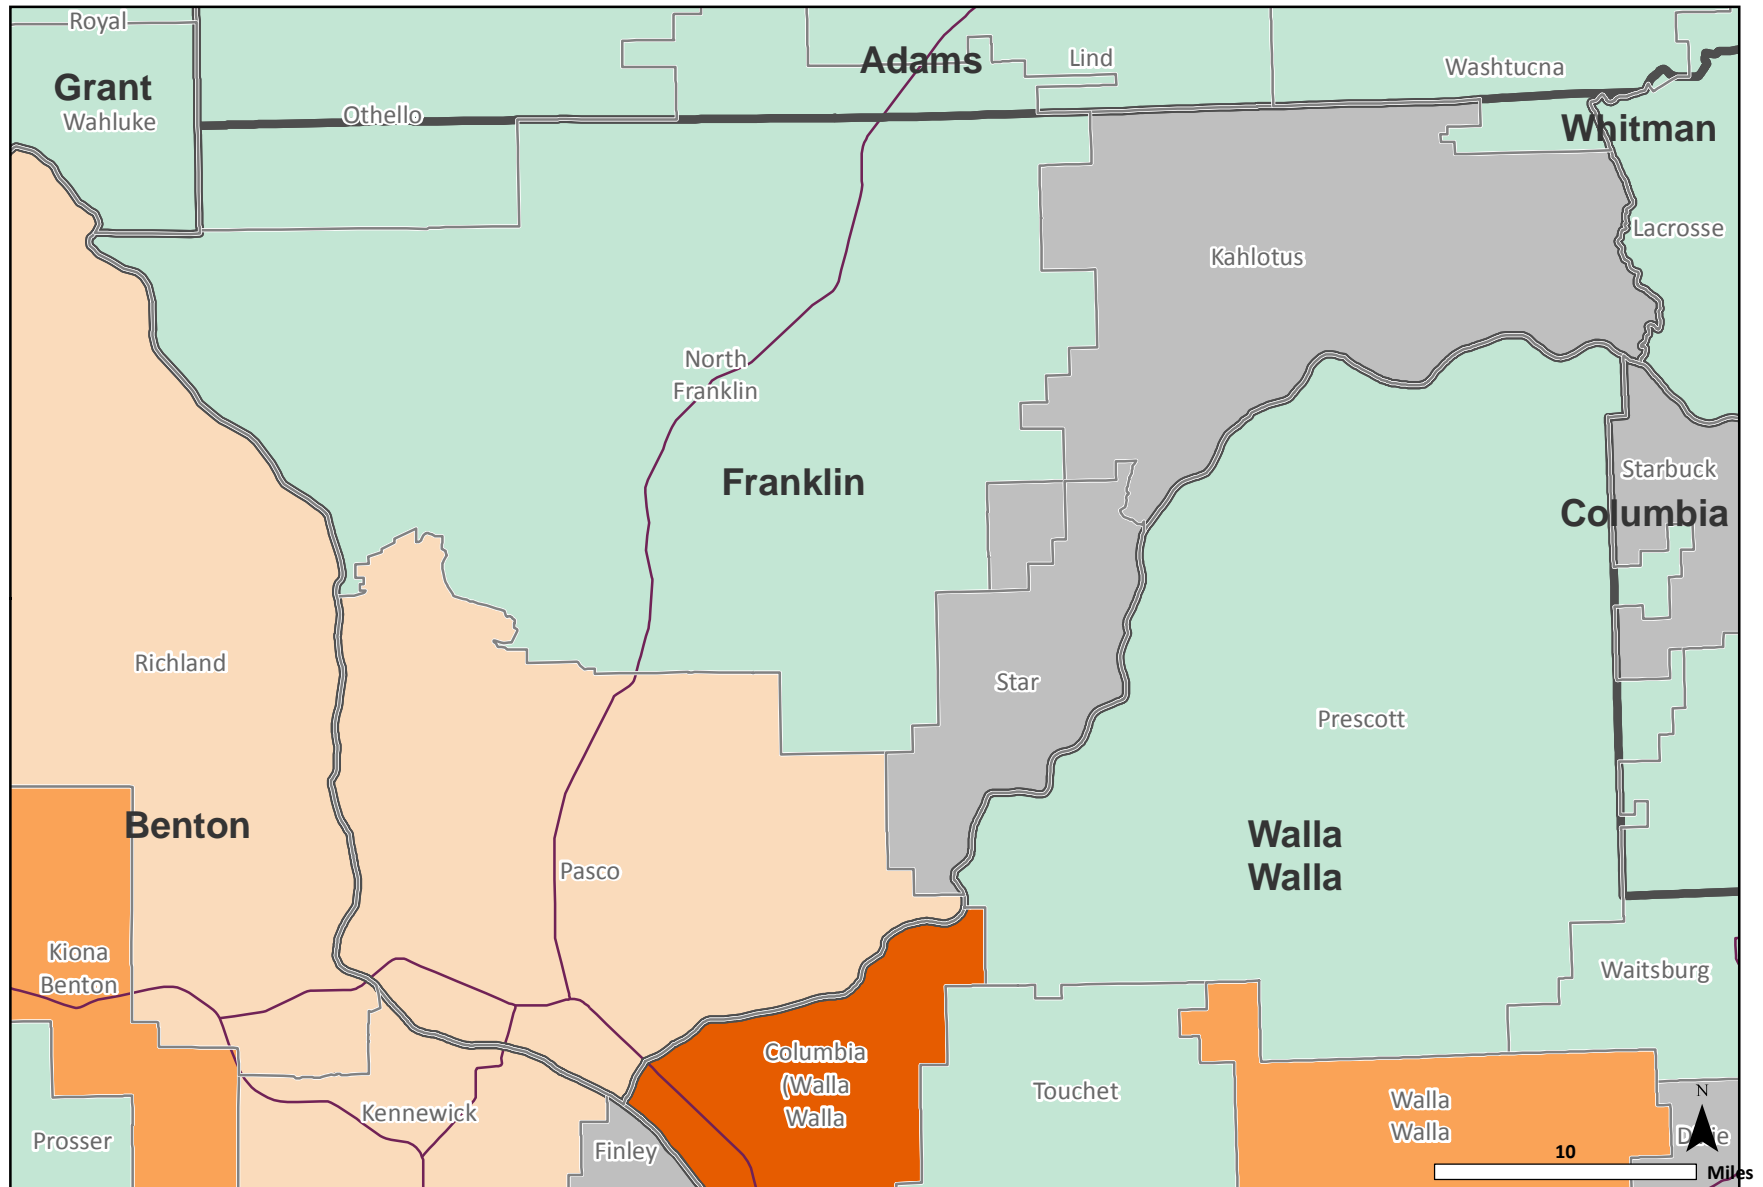 Royal
Grant
Wahluke
Othello
Adams
Lind
Washtucna
Whitman
Lacrosse
Kahlotus
North
Franklin
Franklin
Starbuck
Columbia
Richland
Star
Prescott
Benton
Walla
Walla
Pasco
Kiona
Benton
Waitsburg
Columbia
(Walla
Walla
Touchet
Walla
Walla
Kennewick
Prosser
Finley
N
10
Miles